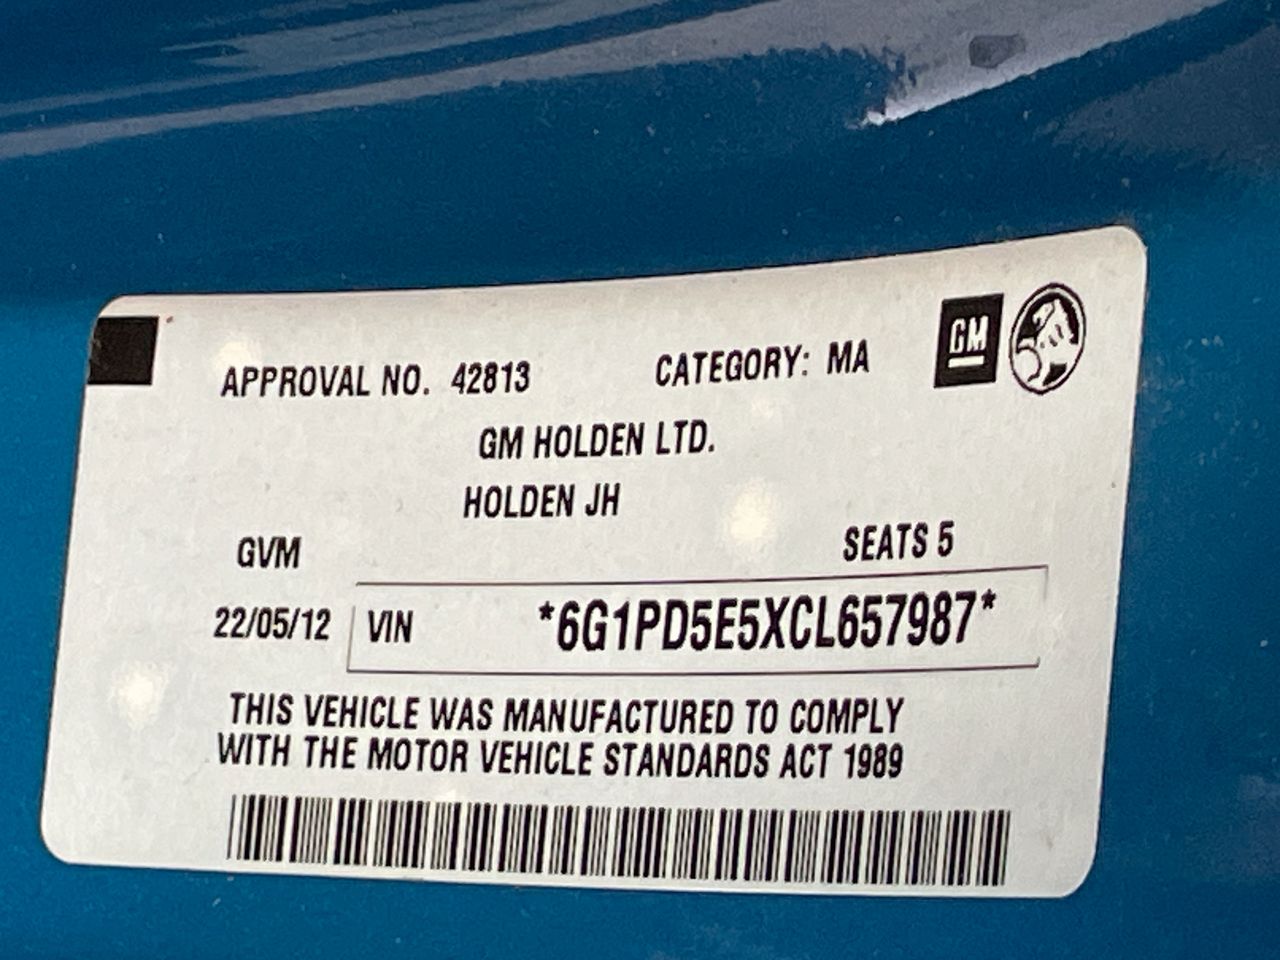 APPROVAL NO. 42813 CATEGORY: MA GM
GM HOLDEN LTD.
HOLDEN JH
GVM SEATS 5
22/05/12 VIN *6G1PD5E5XCL657987*
THIS VEHICLE WAS MANUFACTURED TO COMPLY
WITH THE MOTOR VEHICLE STANDARDS ACT 1989